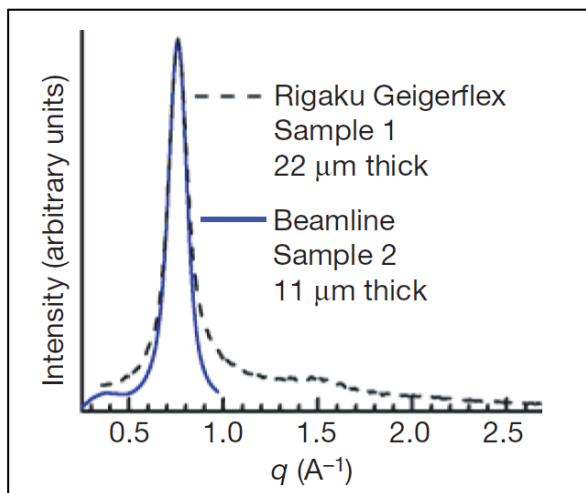 Intensity (arbitrary units)
Rigaku Geigerflex
Sample 1
22 μm thick
Beamline
Sample 2
11 μm thick
0.5 1.0 1.5 2.0 2.5
q (A⁻¹)